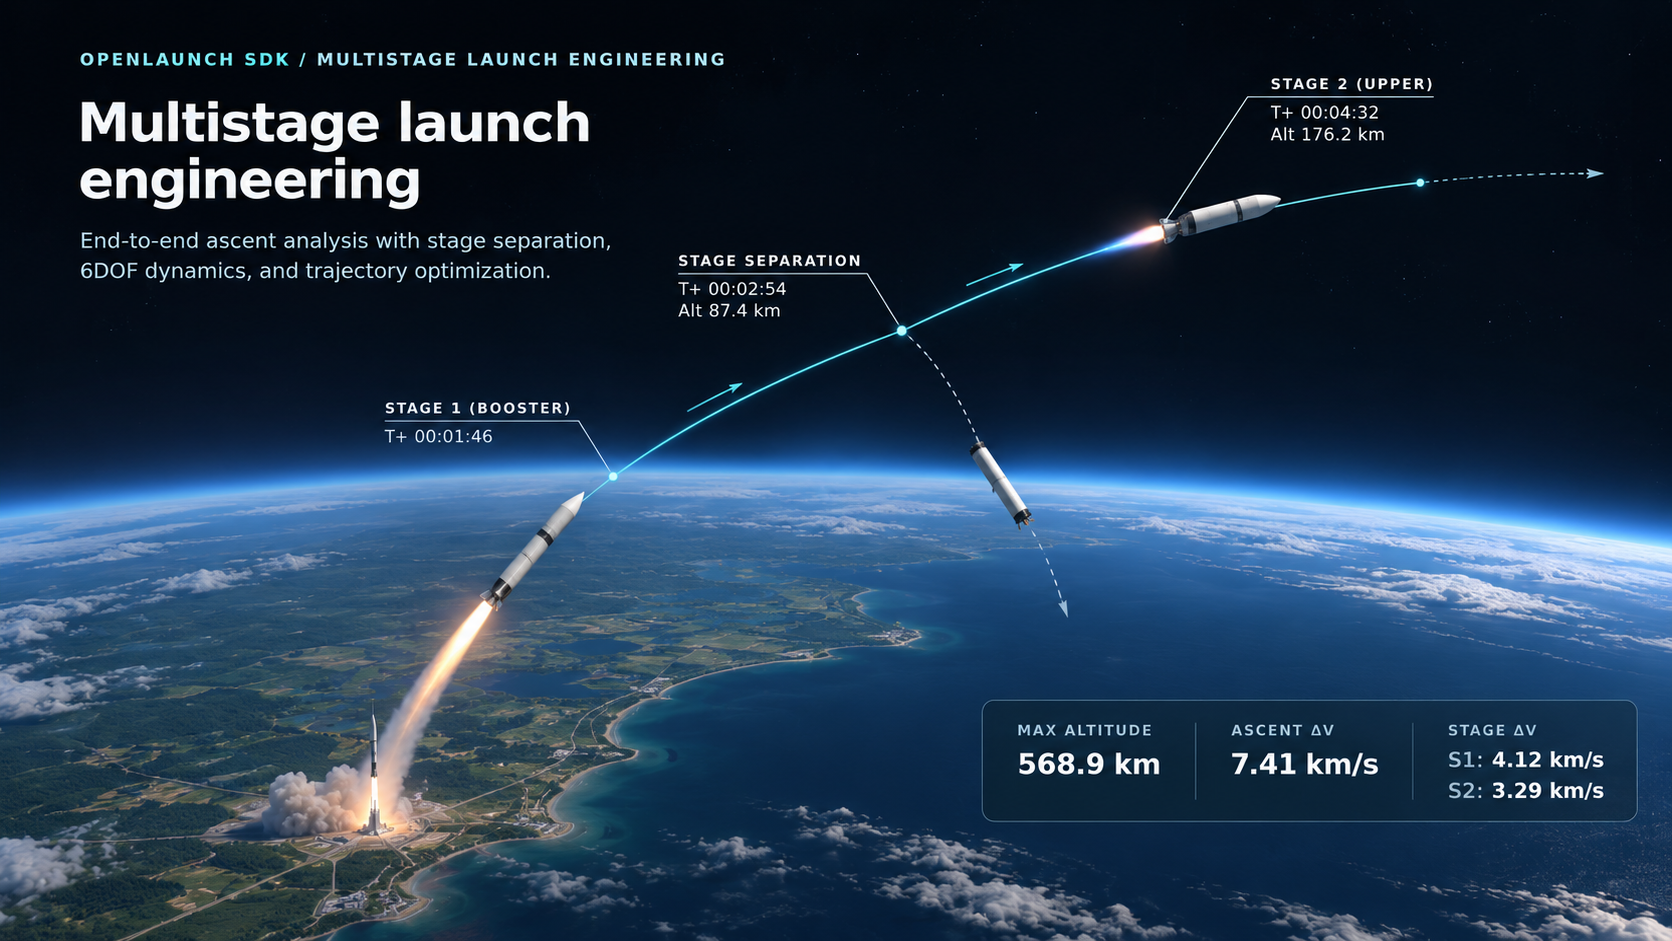 OPENLAUNCH SDK / MULTISTAGE LAUNCH ENGINEERING
Multistage launch
engineering
End-to-end ascent analysis with stage separation,
6DOF dynamics, and trajectory optimization.
STAGE 2 (UPPER)
T+ 00:04:32
Alt 176.2 km
STAGE SEPARATION
T+ 00:02:54
Alt 87.4 km
STAGE 1 (BOOSTER)
T+ 00:01:46
MAX ALTITUDE
568.9 km
ASCENT ΔV
7.41 km/s
STAGE ΔV
S1: 4.12 km/s
S2: 3.29 km/s